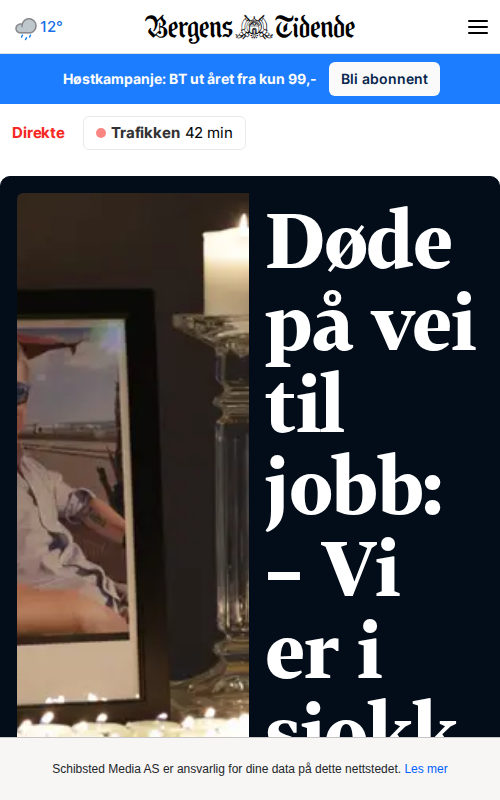 12°
Bergens Tidende
Høstkampanje: BT ut året fra kun 99,-
Bli abonnent
Direkte
Trafikken 42 min
Døde
på vei
til
jobb:
– Vi
er i
sjokk
Schibsted Media AS er ansvarlig for dine data på dette nettstedet. Les mer